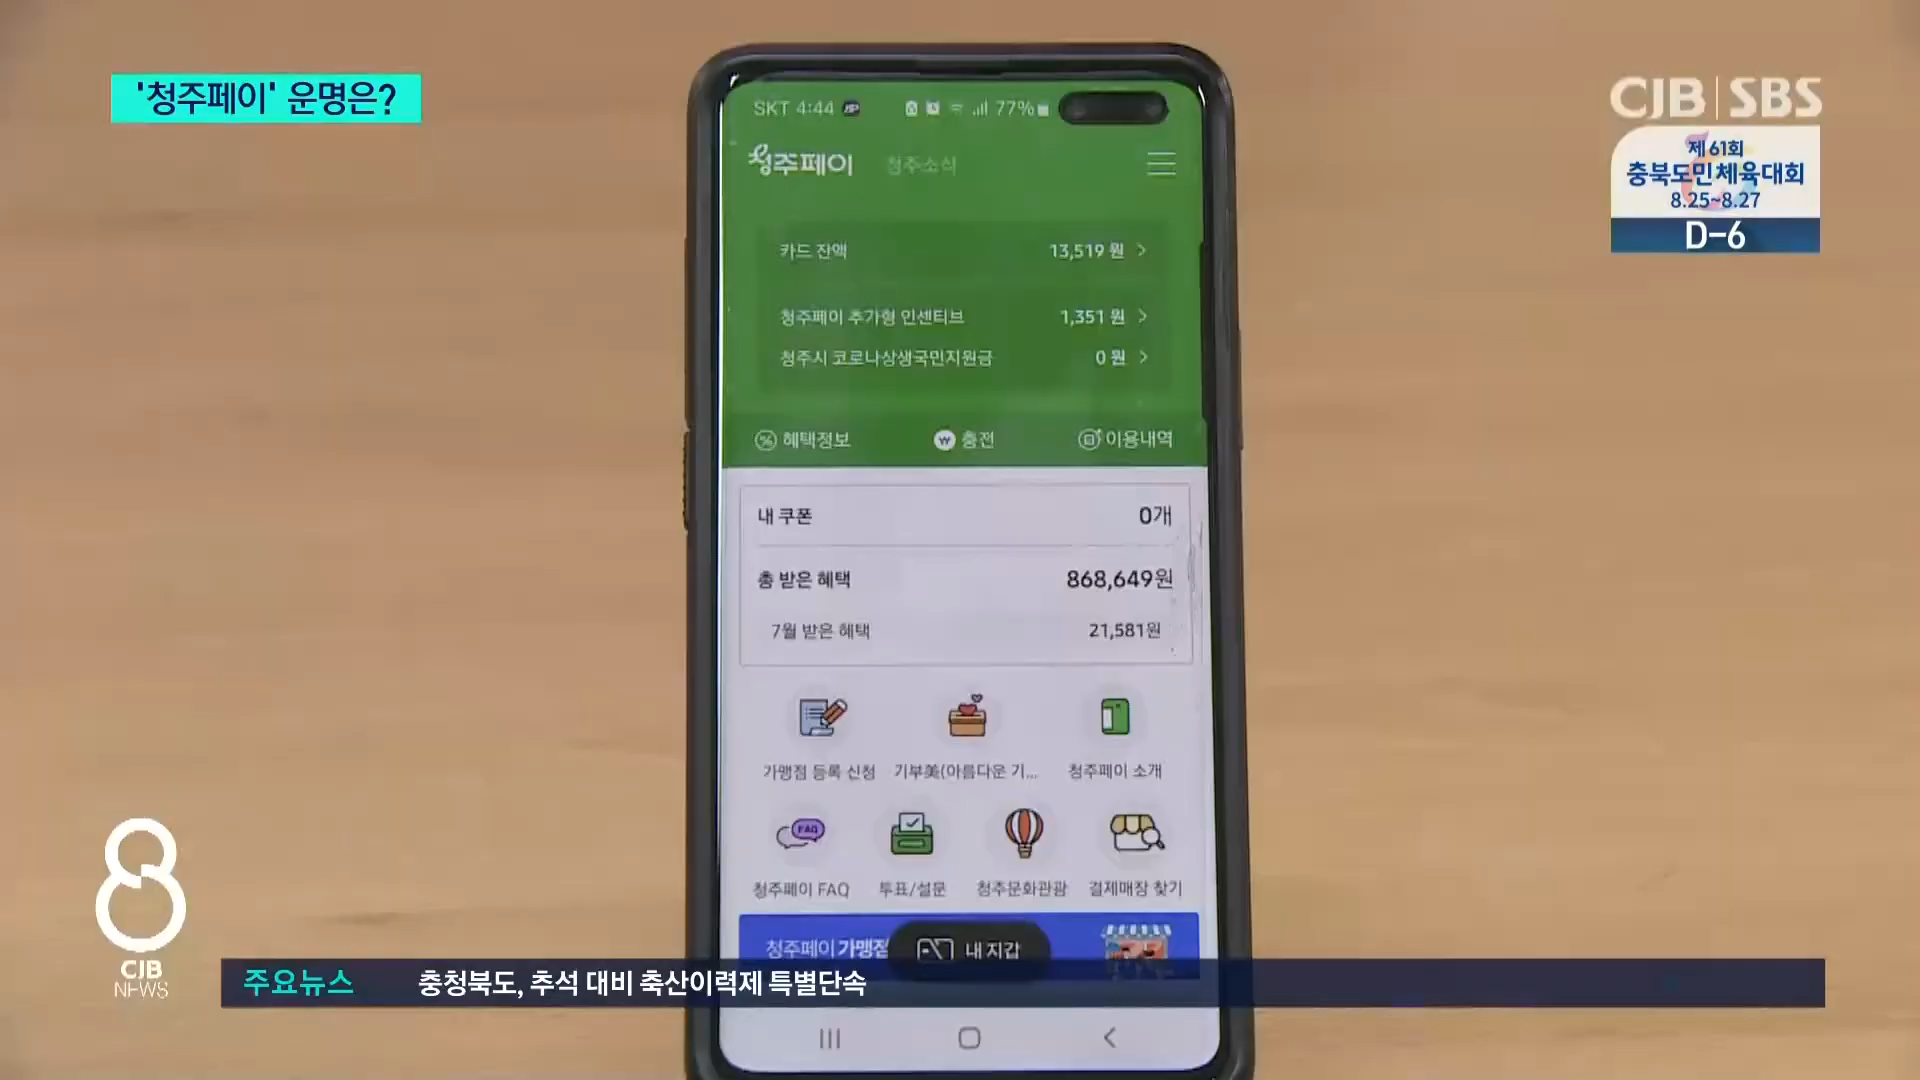 '청주페이' 운명은?
CJB SBS
제61회
충북도민체육대회
8.25~8.27
D-6
SKT 4:44
77%
청주페이 청주소식
카드 잔액 13,519 원
청주페이 추가형 인센티브 1,351 원
청주시 코로나상생국민지원금 0 원
혜택정보 충전 이용내역
내 쿠폰 0개
총 받은 혜택 868,649원
7월 받은 혜택 21,581원
가맹점 등록 신청 기부美(아름다운 기... 청주페이 소개
FAQ
청주페이 FAQ 투표/설문 청주문화관광 결제매장 찾기
청주페이 가맹점 내 지갑
8
CJB
NEWS
주요뉴스 충청북도, 추석 대비 축산이력제 특별단속